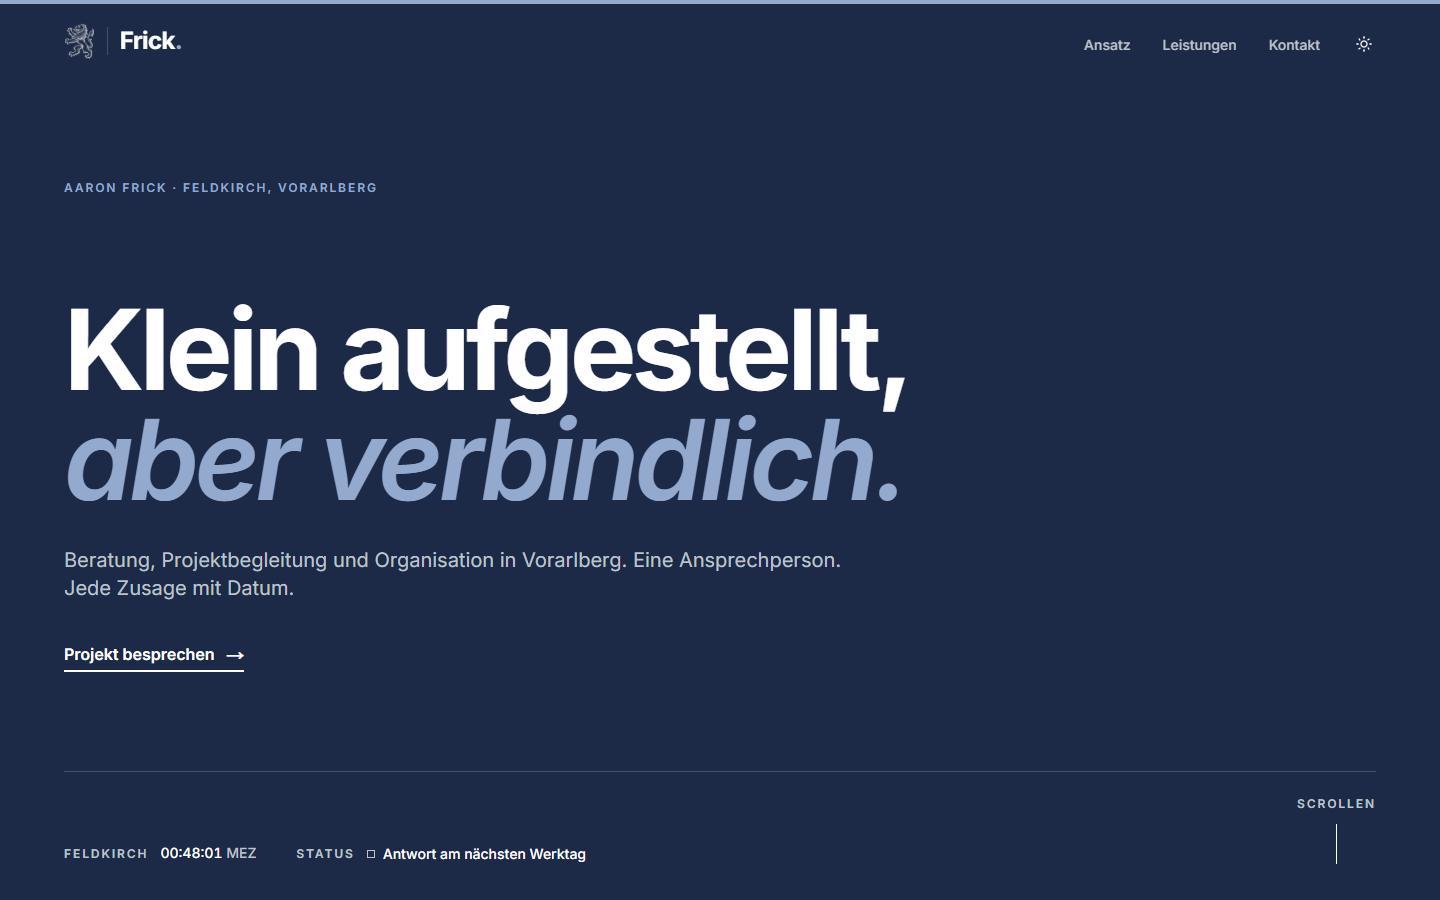 Frick.
Ansatz Leistungen Kontakt
AARON FRICK · FELDKIRCH, VORARLBERG
Klein aufgestellt,
aber verbindlich.
Beratung, Projektbegleitung und Organisation in Vorarlberg. Eine Ansprechperson.
Jede Zusage mit Datum.
Projekt besprechen →
SCROLLEN
FELDKIRCH 00:48:01 MEZ STATUS Antwort am nächsten Werktag